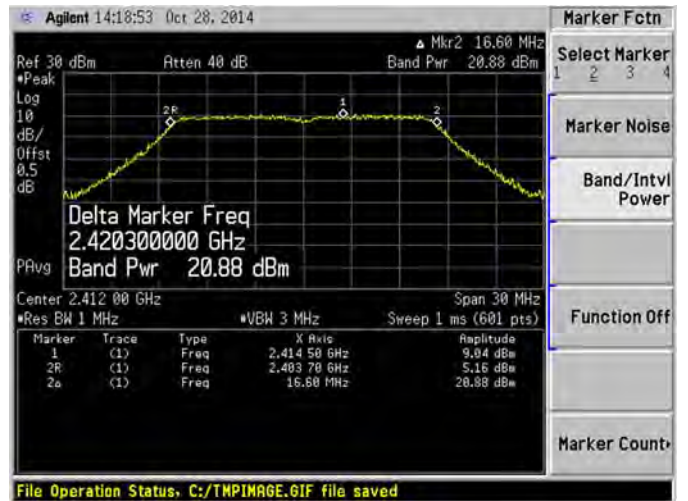 Agilent 14:18:53 Oct 28, 2014
Marker Fctn
Δ Mkr2 16.60 MHz
Ref 30 dBm Atten 40 dB Band Pwr 20.88 dBm
#Peak
Log
10
dB/
Offst
0.5
dB
PAvg
2R
1
2
Delta Marker Freq
2.420300000 GHz
Band Pwr 20.88 dBm
Center 2.412 00 GHz Span 30 MHz
#Res BW 1 MHz #VBW 3 MHz Sweep 1 ms (601 pts)
Marker Trace Type X Axis Amplitude
1 (1) Freq 2.414 50 GHz 9.04 dBm
2R (1) Freq 2.403 70 GHz 5.16 dBm
2Δ (1) Freq 16.60 MHz 20.88 dBm
Select Marker
1 2 3 4
Marker Noise
Band/Intvl
Power
Function Off
Marker Count
File Operation Status, C:/TMPIMAGE.GIF file saved